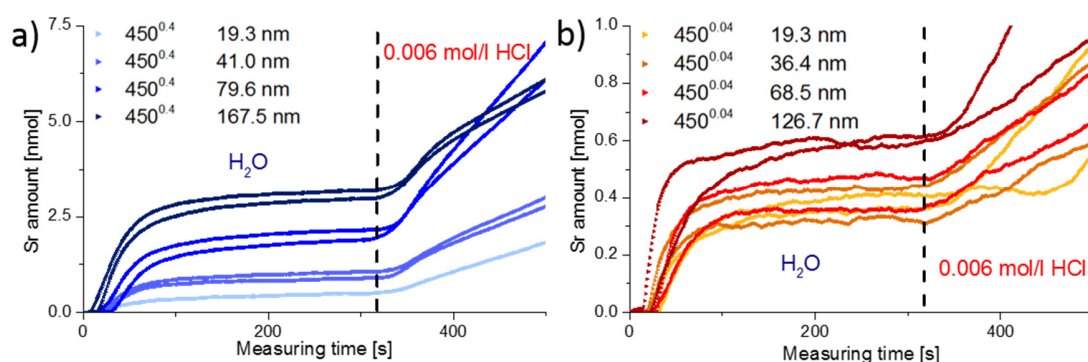 a)
7.5
5.0
2.5
0.0
Sr amount [nmol]
450^0.4 19.3 nm
450^0.4 41.0 nm
450^0.4 79.6 nm
450^0.4 167.5 nm
0.006 mol/l HCl
H₂O
0 200 400
Measuring time [s]
b)
1.0
0.8
0.6
0.4
0.2
0.0
Sr amount [nmol]
450^0.04 19.3 nm
450^0.04 36.4 nm
450^0.04 68.5 nm
450^0.04 126.7 nm
H₂O
0.006 mol/l HCl
0 200 400
Measuring time [s]